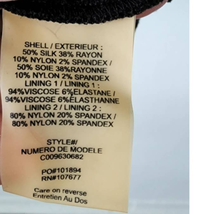 SHELL / EXTERIEUR :
50% SILK 38% RAYON
10% NYLON 2% SPANDEX/
50% SOIE 38%RAYONNE
10% NYLON 2% SPANDEX
LINING 1 / LINING 1 :
94%VISCOSE 6%ELASTANE /
94%VISCOSE 6%ELASTHANNE
LINING 2 / LINING 2 :
80% NYLON 20% SPANDEX/
80% NYLON 20% SPANDEX
STYLE#/
NUMERO DE MODELE
C009630682
PO#101894
RN#107677
Care on reverse
Entretien Au Dos